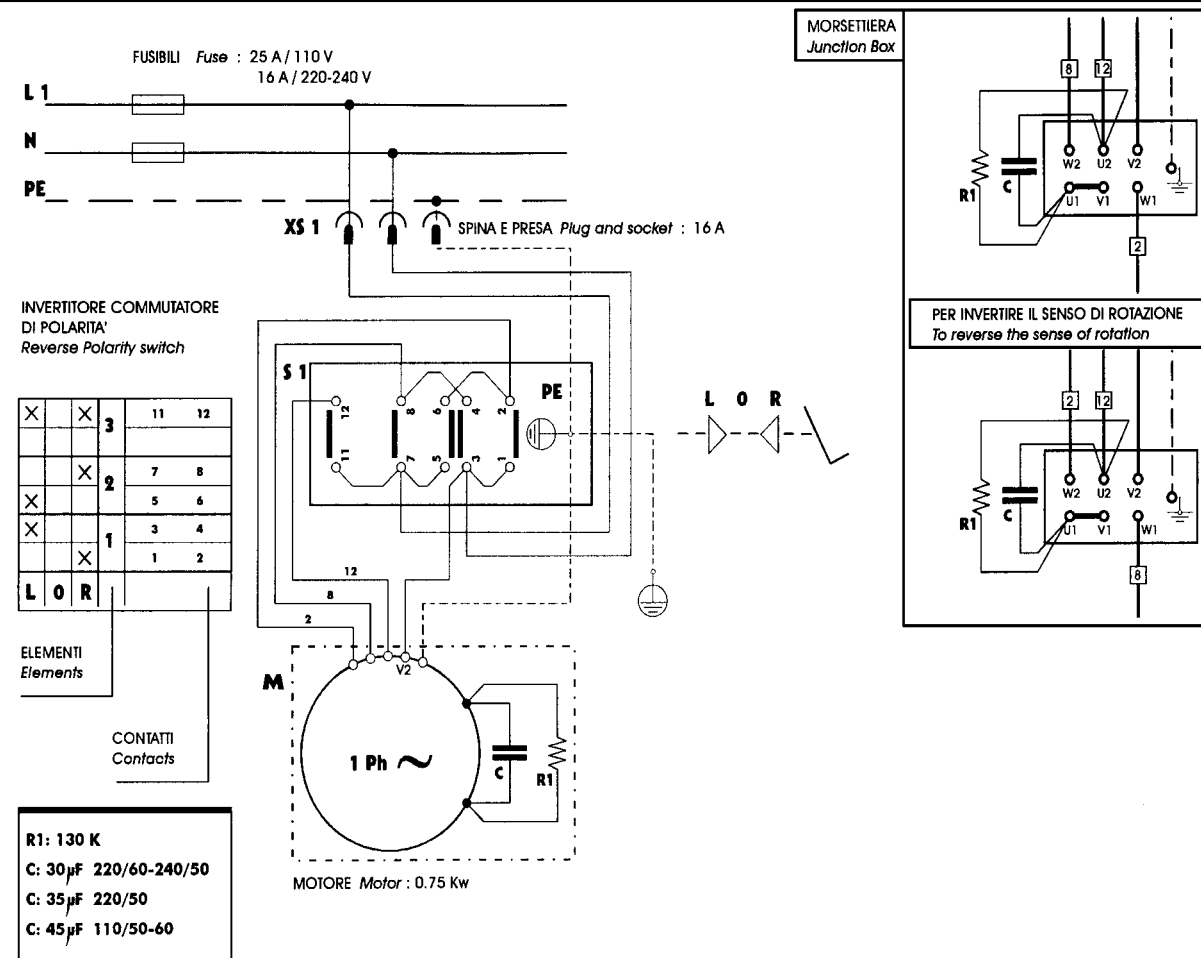 FUSIBILI Fuse : 25 A / 110 V
16 A / 220-240 V
L 1
N
PE
XS 1
SPINA E PRESA Plug and socket : 16 A
INVERTITORE COMMUTATORE
DI POLARITA'
Reverse Polarity switch
X X 3 11 12
X 2 7 8
X 5 6
X 1 3 4
X 1 2
L O R
ELEMENTI
Elements
CONTATTI
Contacts
R1: 130 K
C: 30µF 220/60-240/50
C: 35µF 220/50
C: 45µF 110/50-60
S 1
PE
12 8 6 4 2
11 7 5 3 1
L O R
12
8
2
M
V2
1 Ph
C
R1
MOTORE Motor : 0.75 Kw
MORSETTIERA
Junction Box
8 12
W2 U2 V2
R1 C
U1 V1 W1
2
PER INVERTIRE IL SENSO DI ROTAZIONE
To reverse the sense of rotation
2 12
W2 U2 V2
R1 C
U1 V1 W1
8